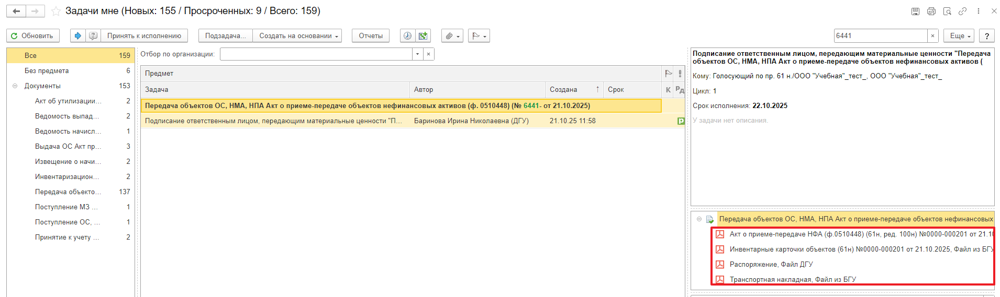 Задачи мне (Новых: 155 / Просроченных: 9 / Всего: 159)
Обновить
Принять к исполнению
Подзадача...
Создать на основании
Отчеты
6441
×
Еще
?
Все 159
Без предмета 6
Документы 153
Акт об утилизации... 2
Ведомость выпад... 2
Ведомость начисл... 1
Выдача ОС Акт пр... 3
Извещение о начи... 2
Инвентаризацион... 2
Передача объекто... 137
Поступление МЗ ... 1
Поступление ОС, ... 1
Принятие к учету ... 2
Отбор по организации:
×
Предмет
Задача Автор Создана ↑ Срок К Рд
Передача объектов ОС, НМА, НПА Акт о приеме-передаче объектов нефинансовых активов (ф. 0510448) (№ 6441- от 21.10.2025)
Подписание ответственным лицом, передающим материальные ценности "П... Баринова Ирина Николаевна (ДГУ) 21.10.25 11:58 Р
Подписание ответственным лицом, передающим материальные ценности "Передача
объектов ОС, НМА, НПА Акт о приеме-передаче объектов нефинансовых активов (
Кому: Голосующий по пр. 61 н./ООО "Учебная"_тест_, ООО "Учебная"_тест_
Цикл: 1
Срок исполнения: 22.10.2025
У задачи нет описания.
Передача объектов ОС, НМА, НПА Акт о приеме-передаче объектов нефинансовых
Акт о приеме-передаче НФА (ф.0510448) (61н, ред. 100н) №0000-000201 от 21.10
Инвентарные карточки объектов (61н) №0000-000201 от 21.10.2025, Файл из БГУ
Распоряжение, Файл ДГУ
Транспортная накладная, Файл из БГУ